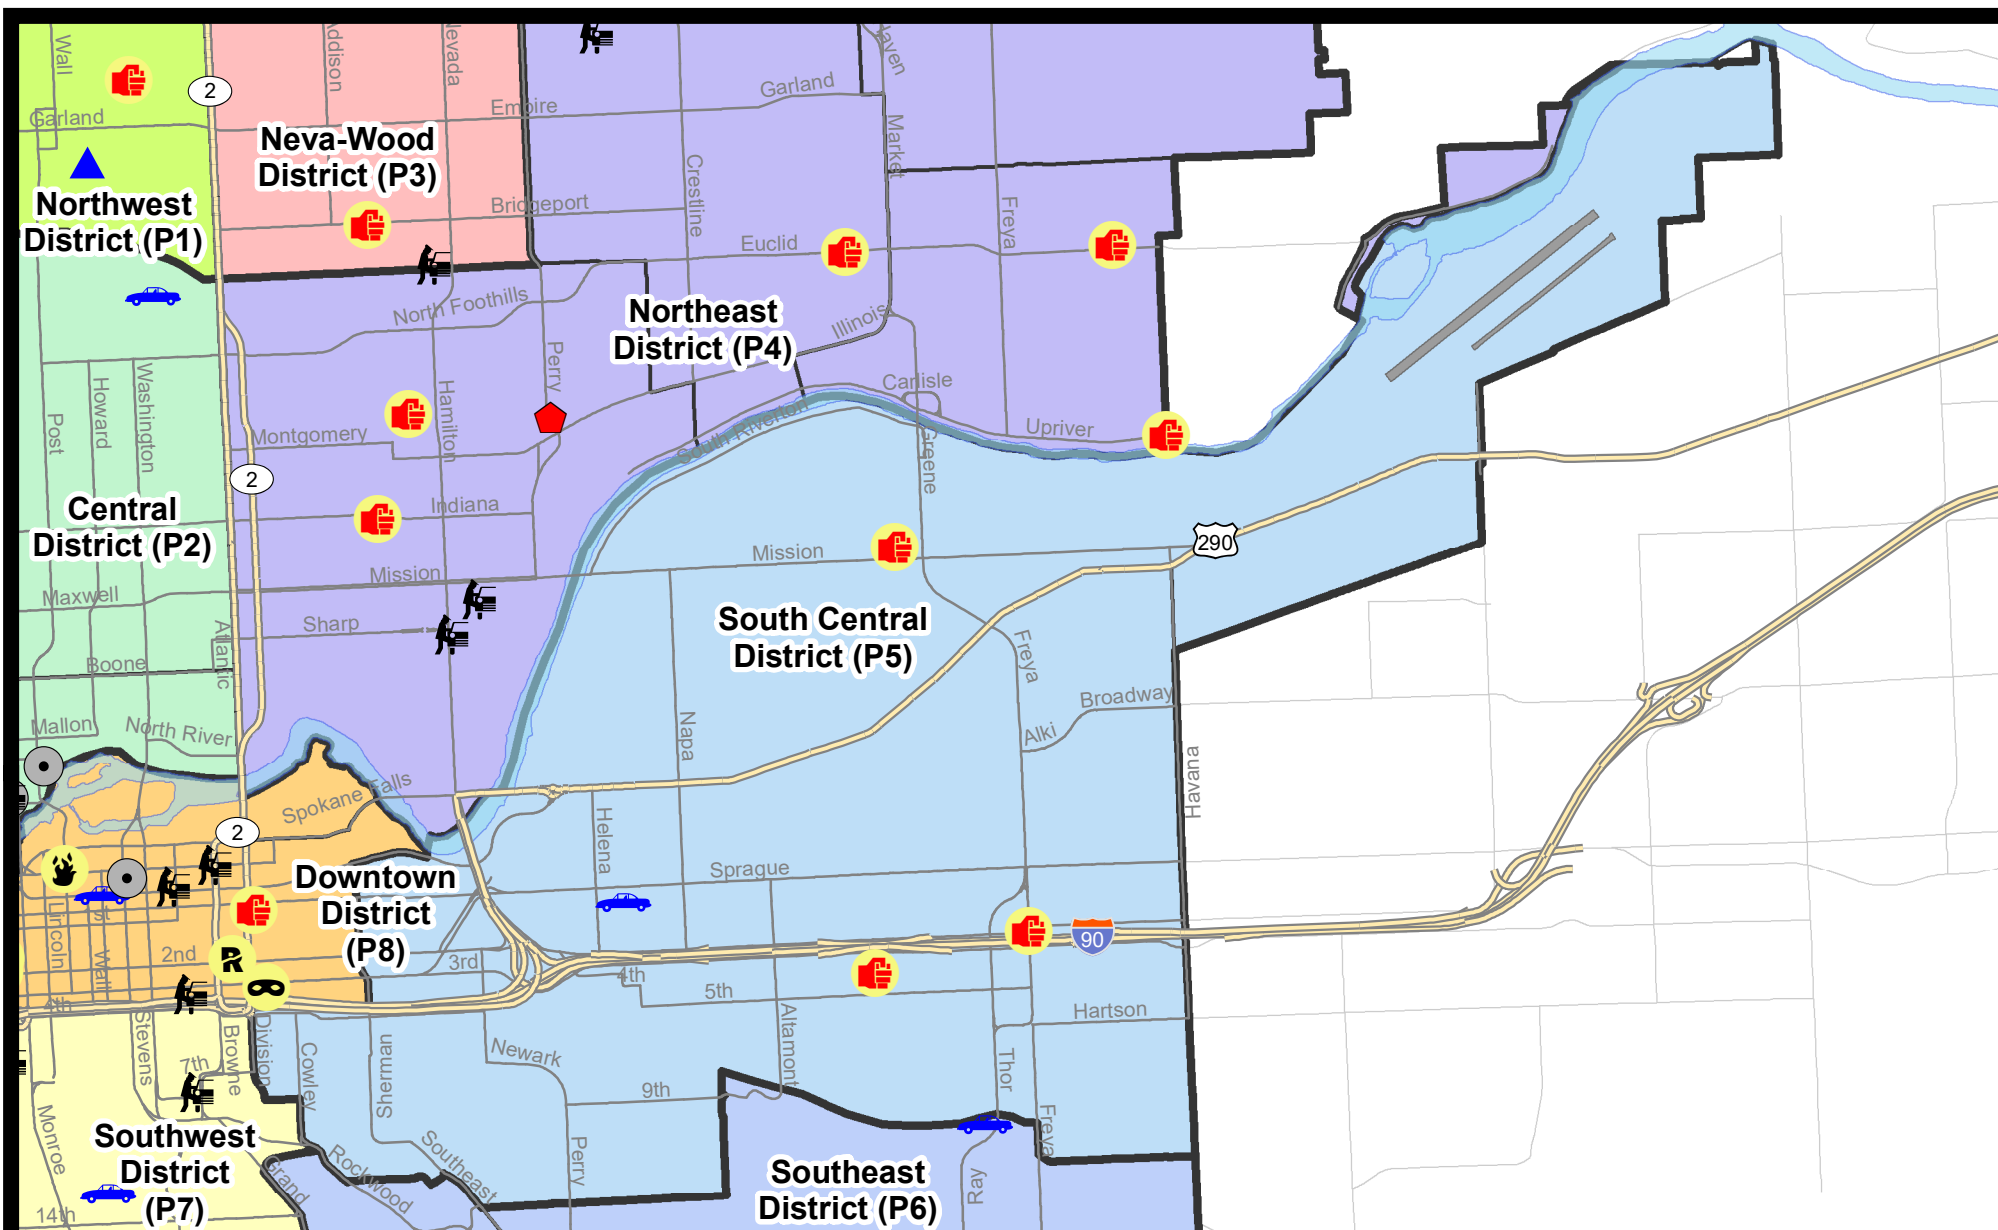 Wall
Addison
Nevada
Haven
2
Garland
Empire
Garland
Neva-Wood
District (P3)
Market
Crestline
Northwest
District (P1)
Bridgeport
Freya
Euclid
North Foothills
Northeast
District (P4)
Illinois
Perry
Carlisle
Post
Howard
Washington
Hamilton
Montgomery
South Riverton
Upriver
Greene
2
Central
District (P2)
Indiana
290
Mission
Mission
Maxwell
Sharp
South Central
District (P5)
Atlantic
Boone
Freya
Broadway
Mallon
North River
Napa
Alki
Havana
Spokane Falls
2
Helena
Downtown
District
(P8)
Sprague
1st
Lincoln
Wall
2nd
3rd
4th
90
5th
4th
Hartson
Stevens
Browne
Division
Cowley
Sherman
Newark
Altamont
Thor
7th
9th
Monroe
Freya
Southwest
District
(P7)
Grand
Rockwood
Southeast
Perry
Southeast
District (P6)
Ray
14th